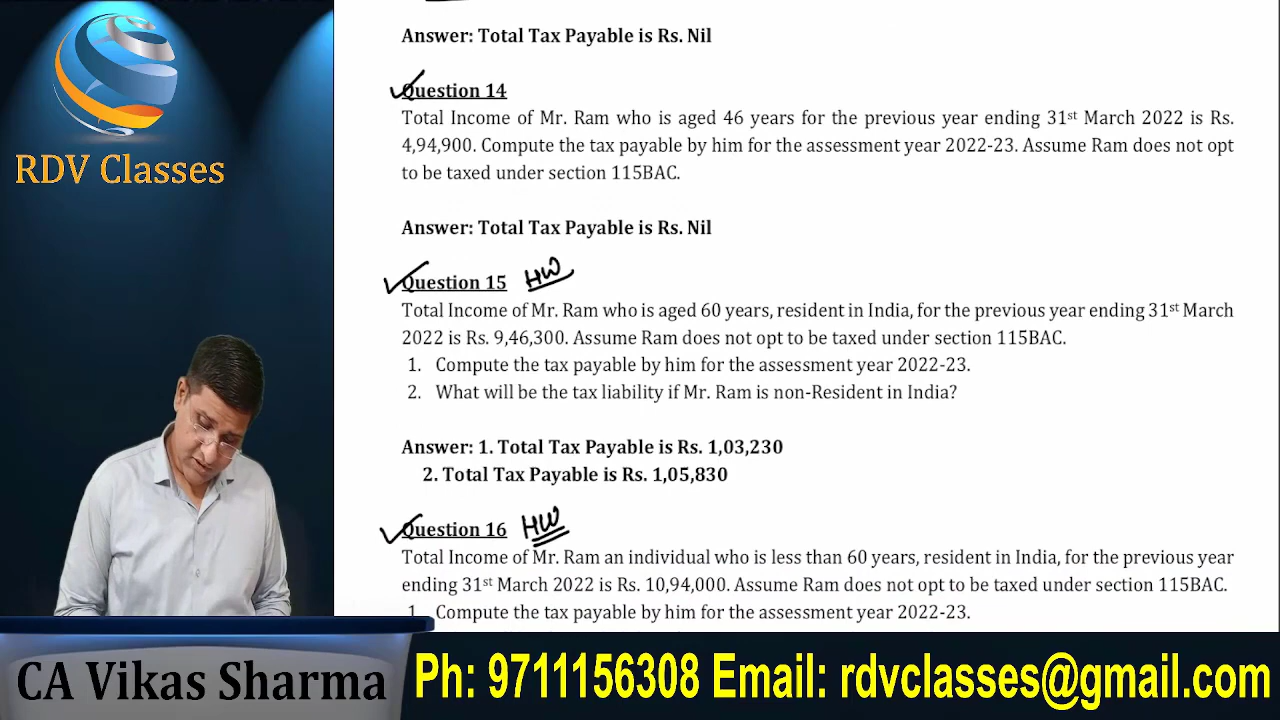 Answer: Total Tax Payable is Rs. Nil
Question 14
Total Income of Mr. Ram who is aged 46 years for the previous year ending 31st March 2022 is Rs.
4,94,900. Compute the tax payable by him for the assessment year 2022-23. Assume Ram does not opt
to be taxed under section 115BAC.
Answer: Total Tax Payable is Rs. Nil
Question 15 HW
Total Income of Mr. Ram who is aged 60 years, resident in India, for the previous year ending 31st March
2022 is Rs. 9,46,300. Assume Ram does not opt to be taxed under section 115BAC.
1. Compute the tax payable by him for the assessment year 2022-23.
2. What will be the tax liability if Mr. Ram is non-Resident in India?
Answer: 1. Total Tax Payable is Rs. 1,03,230
2. Total Tax Payable is Rs. 1,05,830
Question 16 HW
Total Income of Mr. Ram an individual who is less than 60 years, resident in India, for the previous year
ending 31st March 2022 is Rs. 10,94,000. Assume Ram does not opt to be taxed under section 115BAC.
1. Compute the tax payable by him for the assessment year 2022-23.
RDV Classes
CA Vikas Sharma
Ph: 9711156308 Email: rdvclasses@gmail.com